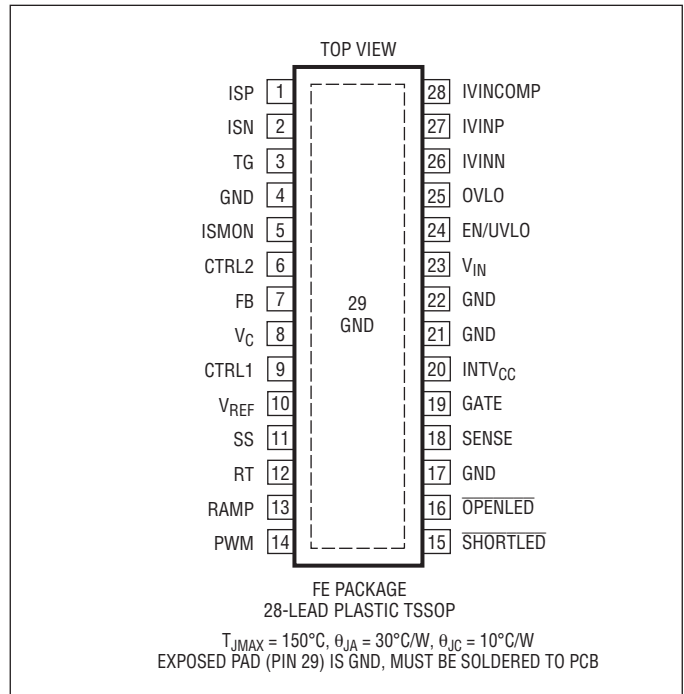 TOP VIEW
ISP 1
ISN 2
TG 3
GND 4
ISMON 5
CTRL2 6
FB 7
VC 8
CTRL1 9
VREF 10
SS 11
RT 12
RAMP 13
PWM 14
29
GND
28 IVINCOMP
27 IVINP
26 IVINN
25 OVLO
24 EN/UVLO
23 VIN
22 GND
21 GND
20 INTVCC
19 GATE
18 SENSE
17 GND
16 OPENLED
15 SHORTLED
FE PACKAGE
28-LEAD PLASTIC TSSOP
TJMAX = 150°C, θJA = 30°C/W, θJC = 10°C/W
EXPOSED PAD (PIN 29) IS GND, MUST BE SOLDERED TO PCB